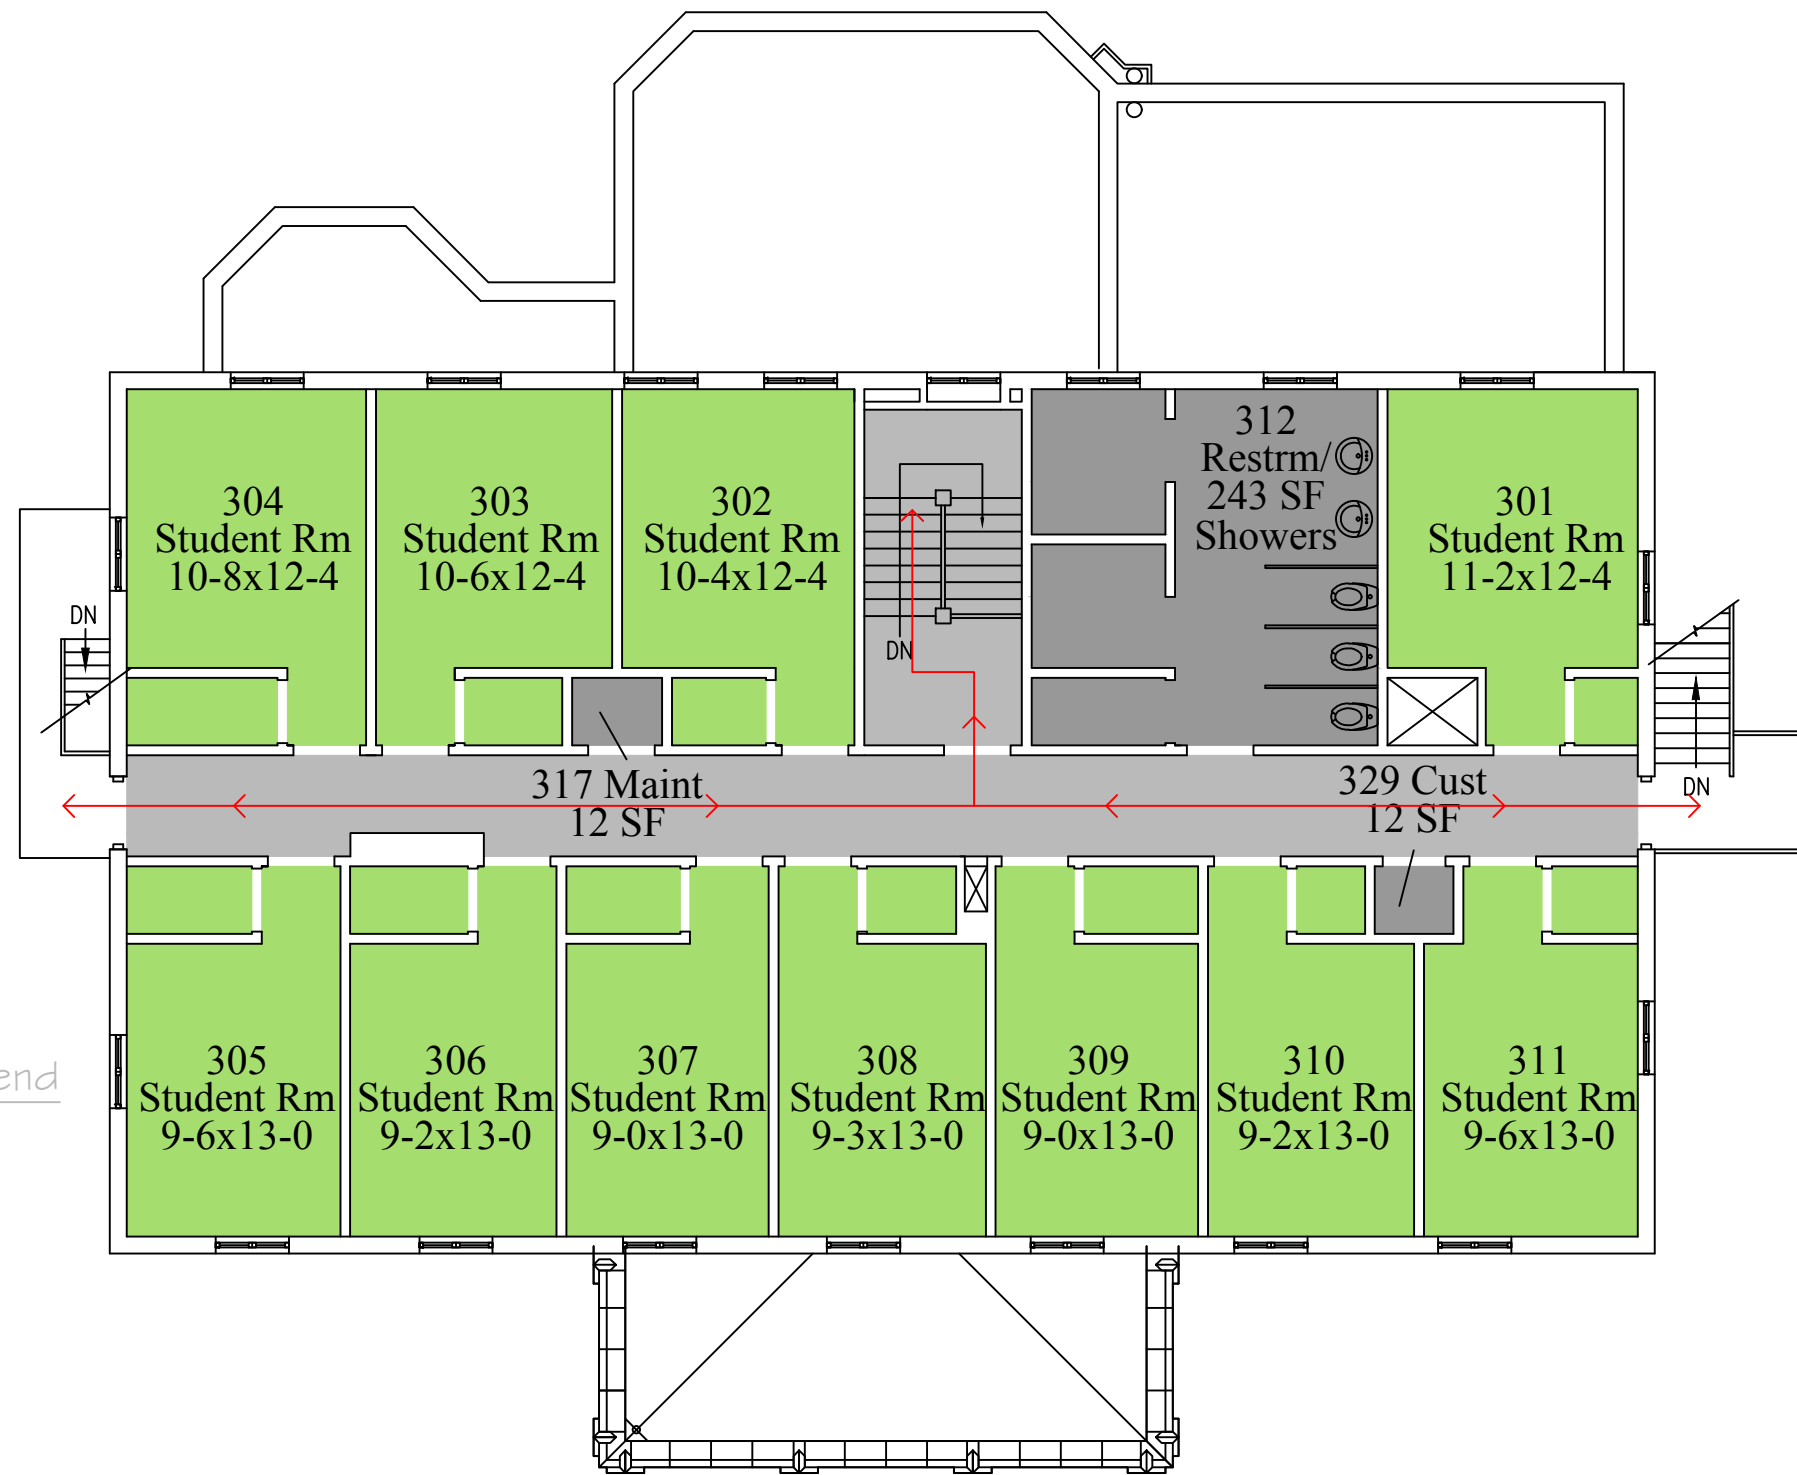 304
Student Rm
10-8x12-4
303
Student Rm
10-6x12-4
302
Student Rm
10-4x12-4
312
Restrm/
243 SF
Showers
301
Student Rm
11-2x12-4
DN
DN
DN
317 Maint
12 SF
329 Cust
12 SF
305
Student Rm
9-6x13-0
306
Student Rm
9-2x13-0
307
Student Rm
9-0x13-0
308
Student Rm
9-3x13-0
309
Student Rm
9-0x13-0
310
Student Rm
9-2x13-0
311
Student Rm
9-6x13-0
end